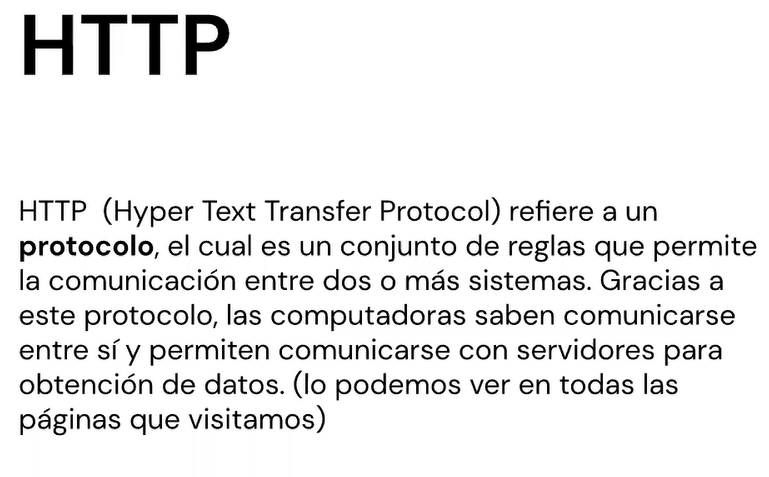 HTTP
HTTP  (Hyper Text Transfer Protocol) refiere a un
protocolo, el cual es un conjunto de reglas que permite
la comunicación entre dos o más sistemas. Gracias a
este protocolo, las computadoras saben comunicarse
entre sí y permiten comunicarse con servidores para
obtención de datos. (lo podemos ver en todas las
páginas que visitamos)